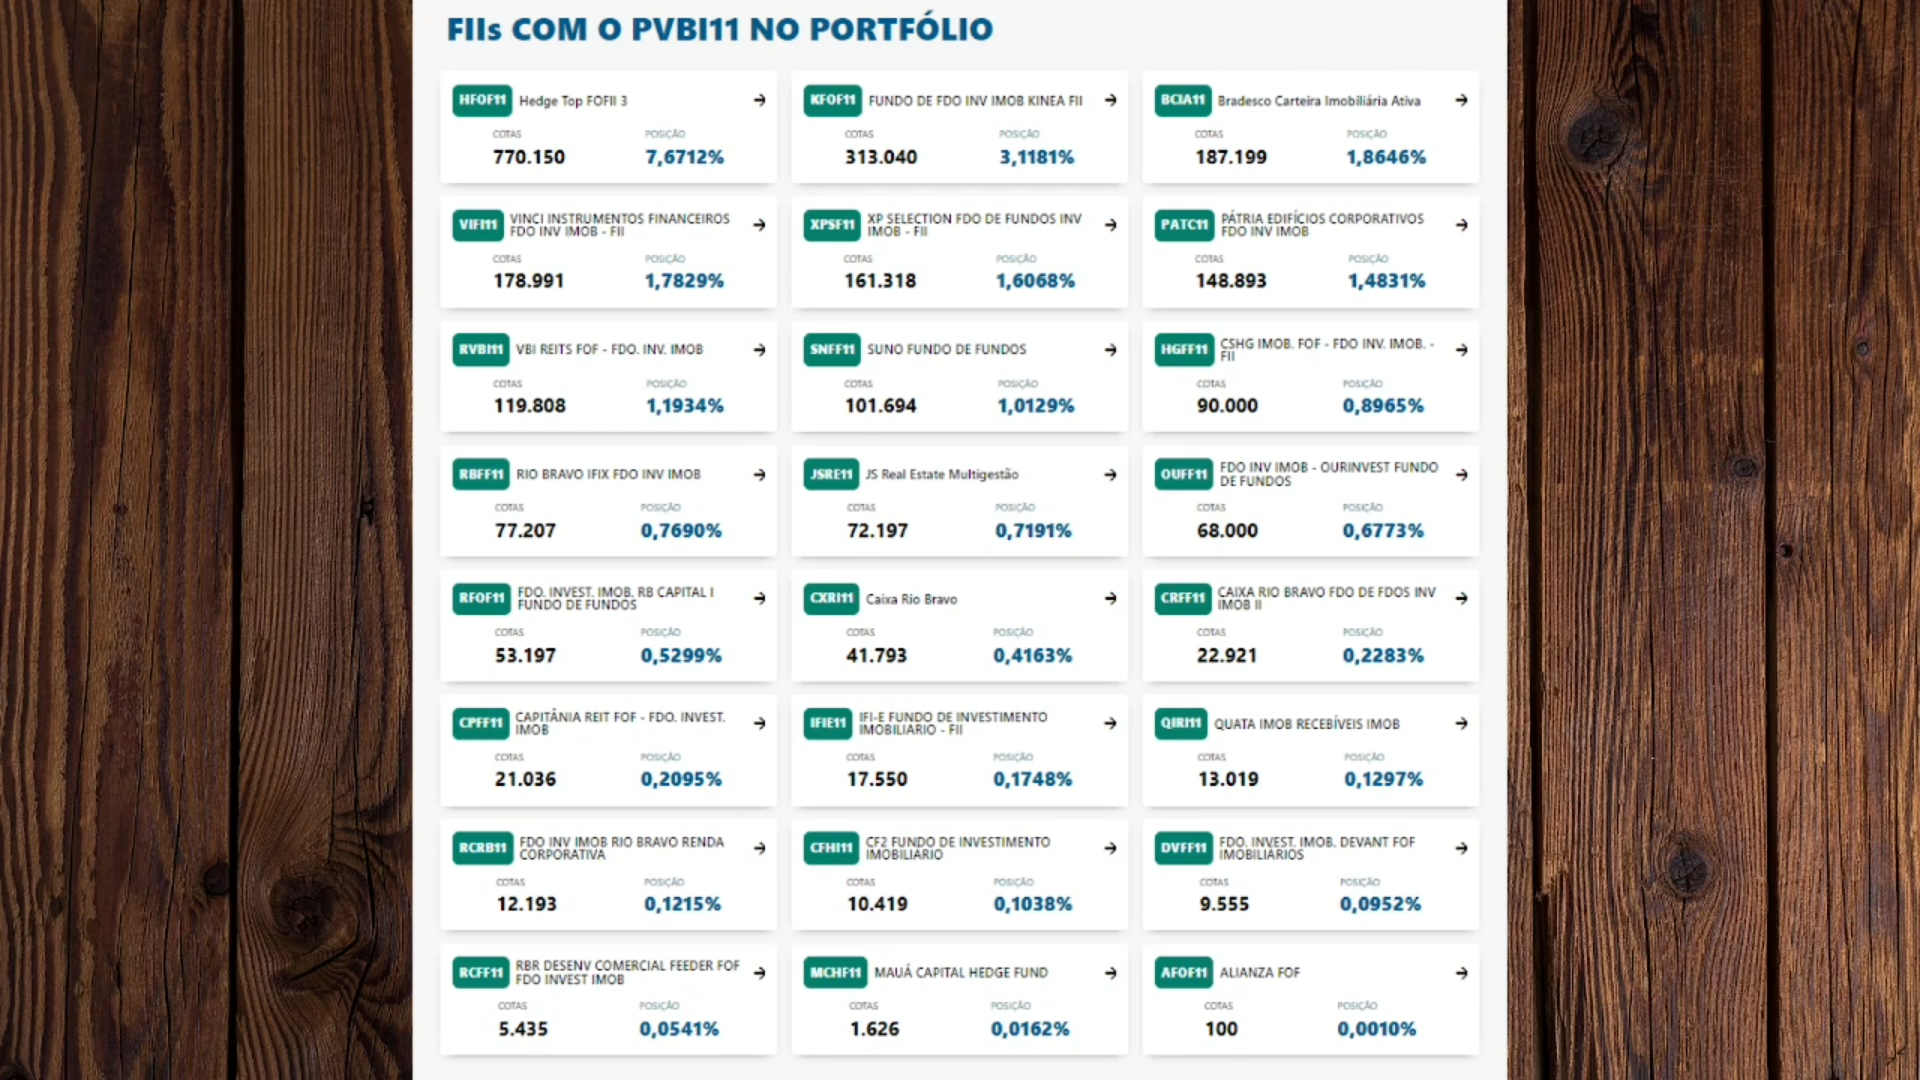 FIIs COM O PVBI11 NO PORTFÓLIO
HFOF11 Hedge Top FOFII 3
COTAS POSIÇÃO
770.150 7,6712%
KFOF11 FUNDO DE FDO INV IMOB KINEA FII
COTAS POSIÇÃO
313.040 3,1181%
BCIA11 Bradesco Carteira Imobiliária Ativa
COTAS POSIÇÃO
187.199 1,8646%
VIFI11 VINCI INSTRUMENTOS FINANCEIROS
FDO INV IMOB - FII
COTAS POSIÇÃO
178.991 1,7829%
XPSF11 XP SELECTION FDO DE FUNDOS INV
IMOB - FII
COTAS POSIÇÃO
161.318 1,6068%
PATC11 PÁTRIA EDIFÍCIOS CORPORATIVOS
FDO INV IMOB
COTAS POSIÇÃO
148.893 1,4831%
RVBI11 VBI REITS FOF - FDO. INV. IMOB
COTAS POSIÇÃO
119.808 1,1934%
SNFF11 SUNO FUNDO DE FUNDOS
COTAS POSIÇÃO
101.694 1,0129%
HGFF11 CSHG IMOB. FOF - FDO INV. IMOB. -
FII
COTAS POSIÇÃO
90.000 0,8965%
RBFF11 RIO BRAVO IFIX FDO INV IMOB
COTAS POSIÇÃO
77.207 0,7690%
JSRE11 JS Real Estate Multigestão
COTAS POSIÇÃO
72.197 0,7191%
OUFF11 FDO INV IMOB - OURINVEST FUNDO
DE FUNDOS
COTAS POSIÇÃO
68.000 0,6773%
RFOF11 FDO. INVEST. IMOB. RB CAPITAL I
FUNDO DE FUNDOS
COTAS POSIÇÃO
53.197 0,5299%
CXRI11 Caixa Rio Bravo
COTAS POSIÇÃO
41.793 0,4163%
CRFF11 CAIXA RIO BRAVO FDO DE FDOS INV
IMOB II
COTAS POSIÇÃO
22.921 0,2283%
CPFF11 CAPITÂNIA REIT FOF - FDO. INVEST.
IMOB
COTAS POSIÇÃO
21.036 0,2095%
IFIE11 IFI-E FUNDO DE INVESTIMENTO
IMOBILIARIO - FII
COTAS POSIÇÃO
17.550 0,1748%
QIRI11 QUATA IMOB RECEBÍVEIS IMOB
COTAS POSIÇÃO
13.019 0,1297%
RCRB11 FDO INV IMOB RIO BRAVO RENDA
CORPORATIVA
COTAS POSIÇÃO
12.193 0,1215%
CFHI11 CF2 FUNDO DE INVESTIMENTO
IMOBILIARIO
COTAS POSIÇÃO
10.419 0,1038%
DVFF11 FDO. INVEST. IMOB. DEVANT FOF
IMOBILIÁRIOS
COTAS POSIÇÃO
9.555 0,0952%
RCFF11 RBR DESENV COMERCIAL FEEDER FOF
FDO INVEST IMOB
COTAS POSIÇÃO
5.435 0,0541%
MCHF11 MAUÁ CAPITAL HEDGE FUND
COTAS POSIÇÃO
1.626 0,0162%
AFOF11 ALIANZA FOF
COTAS POSIÇÃO
100 0,0010%